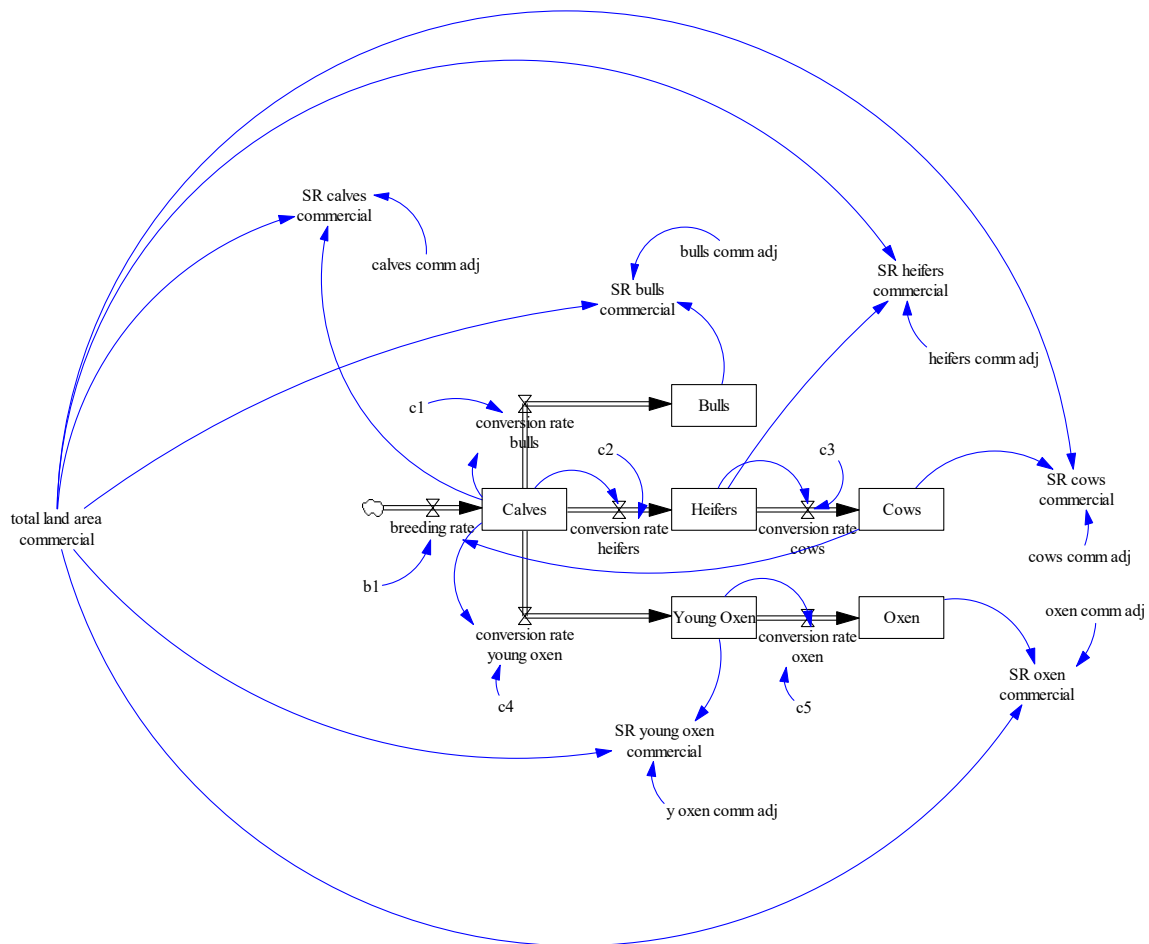 SR calves
commercial
calves comm adj
bulls comm adj
SR bulls
commercial
SR heifers
commercial
heifers comm adj
Bulls
c1
conversion rate
bulls
c2
c3
SR cows
commercial
total land area
commercial
breeding rate
Calves
conversion rate
heifers
Heifers
conversion rate
cows
Cows
cows comm adj
b1
conversion rate
young oxen
Young Oxen
conversion rate
oxen
Oxen
oxen comm adj
SR oxen
commercial
c4
c5
SR young oxen
commercial
y oxen comm adj